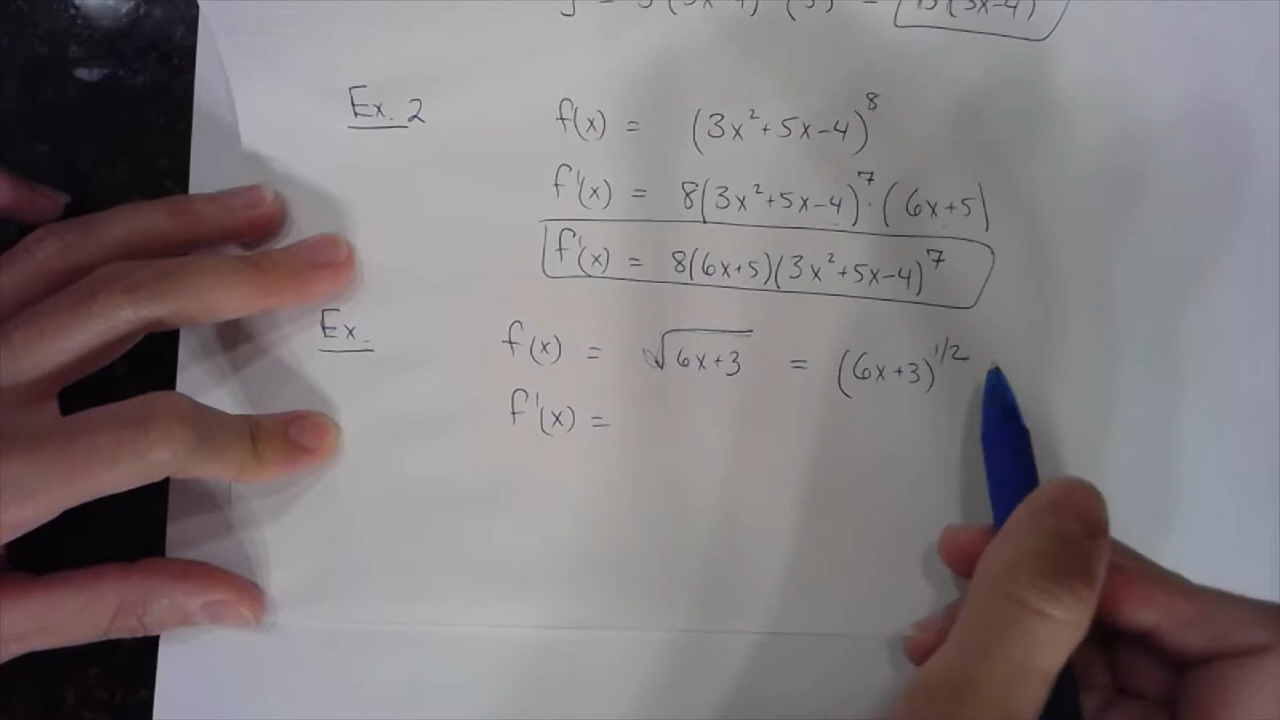 Ex. 2 f(x) = (3x²+5x-4)⁸
f'(x) = 8(3x²+5x-4)⁷·(6x+5)
f'(x) = 8(6x+5)(3x²+5x-4)⁷
Ex. f(x) = √6x+3 = (6x+3)^1/2
f'(x) =